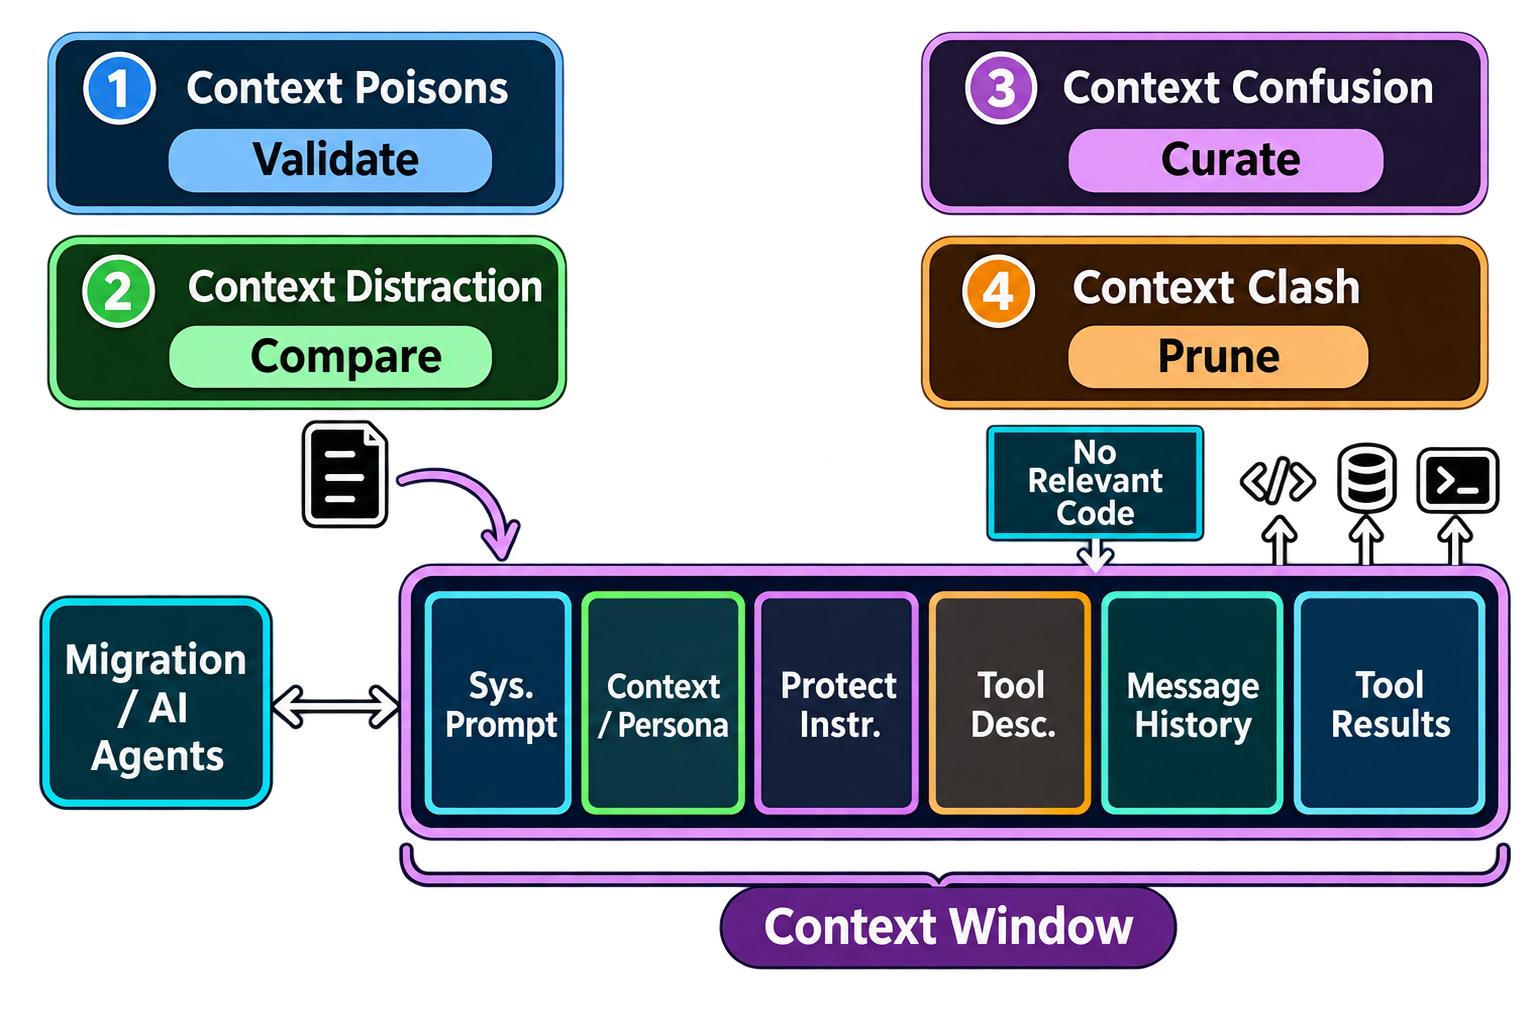 1 Context Poisons
Validate
3 Context Confusion
Curate
2 Context Distraction
Compare
4 Context Clash
Prune
No
Relevant
Code
</>
>_
Migration
/ AI
Agents
Sys.
Prompt
Context
/ Persona
Protect
Instr.
Tool
Desc.
Message
History
Tool
Results
Context Window